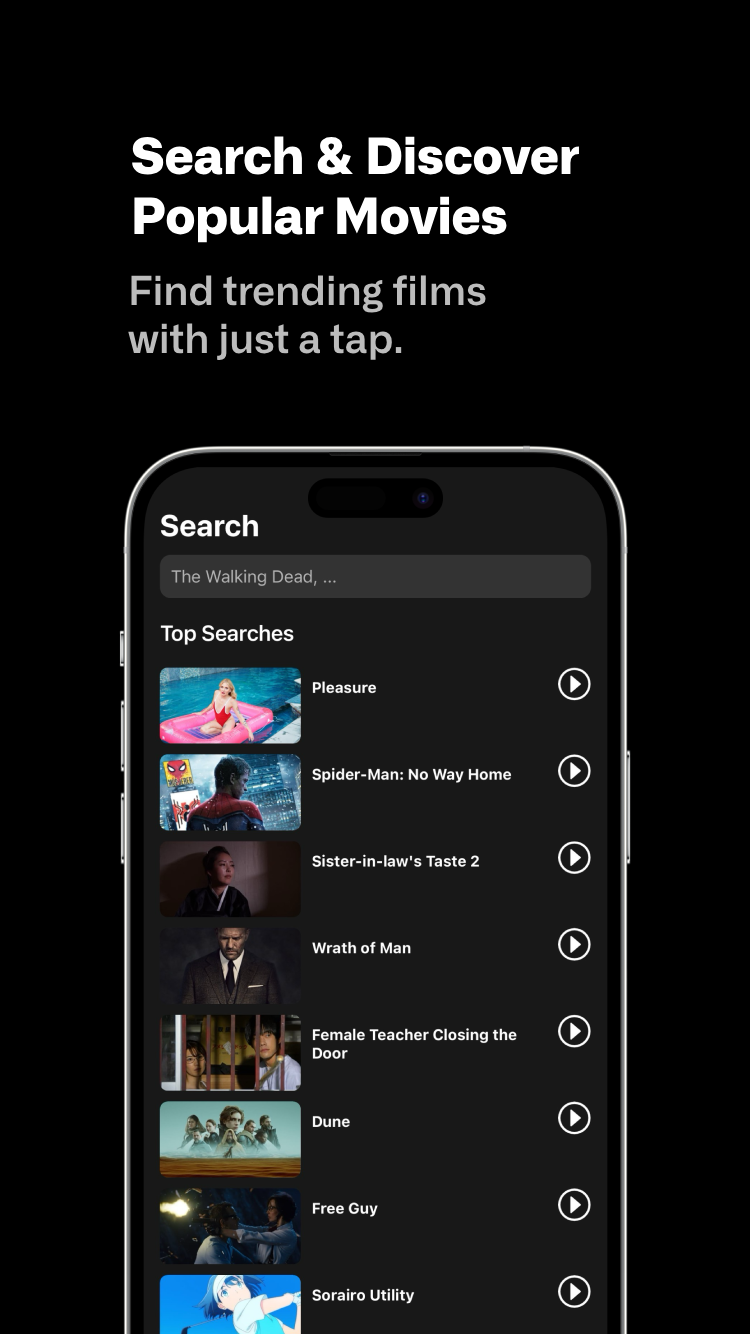 Search & Discover
Popular Movies
Find trending films
with just a tap.
Search
The Walking Dead, ...
Top Searches
Pleasure
Spider-Man: No Way Home
Sister-in-law's Taste 2
Wrath of Man
Female Teacher Closing the
Door
Dune
Free Guy
Sorairo Utility